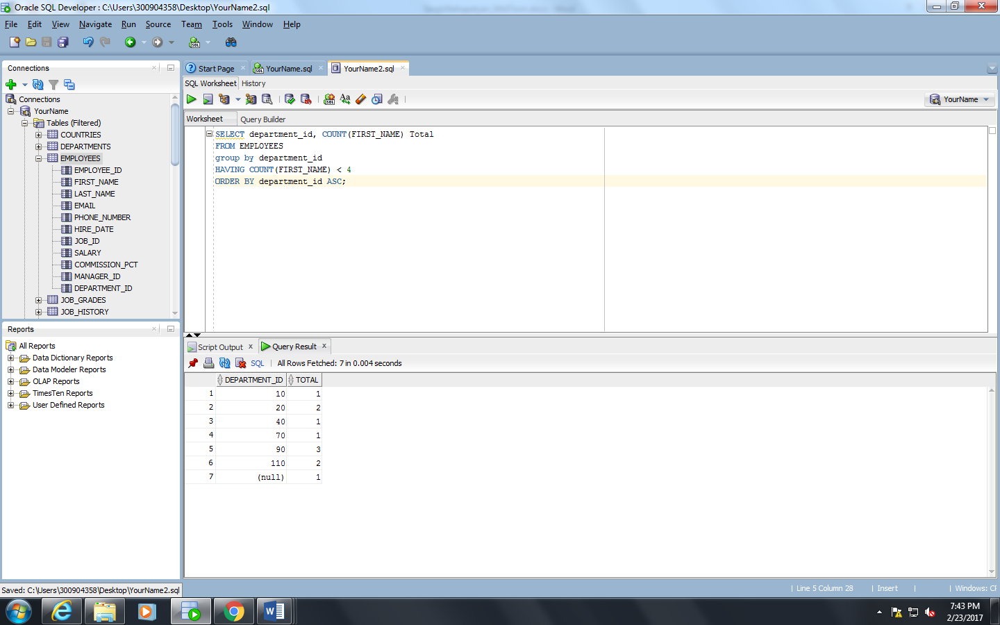 Oracle SQL Developer : C:\Users\300904358\Desktop\YourName2.sql
File Edit View Navigate Run Source Team Tools Window Help
Connections
Start Page
YourName.sql
YourName2.sql
SQL Worksheet History
YourName
Worksheet Query Builder
Connections
YourName
Tables (Filtered)
COUNTRIES
DEPARTMENTS
EMPLOYEES
EMPLOYEE_ID
FIRST_NAME
LAST_NAME
EMAIL
PHONE_NUMBER
HIRE_DATE
JOB_ID
SALARY
COMMISSION_PCT
MANAGER_ID
DEPARTMENT_ID
JOB_GRADES
JOB_HISTORY
SELECT department_id, COUNT(FIRST_NAME) Total
FROM EMPLOYEES
group by department_id
HAVING COUNT(FIRST_NAME) < 4
ORDER BY department_id ASC;
Reports
All Reports
Data Dictionary Reports
Data Modeler Reports
OLAP Reports
TimesTen Reports
User Defined Reports
Script Output x Query Result x
SQL | All Rows Fetched: 7 in 0.004 seconds
DEPARTMENT_ID TOTAL
1 10 1
2 20 2
3 40 1
4 70 1
5 90 3
6 110 2
7 (null) 1
Saved: C:\Users\300904358\Desktop\YourName2.sql
| Line 5 Column 28 | Insert | | Windows: CF
7:43 PM
2/23/2017